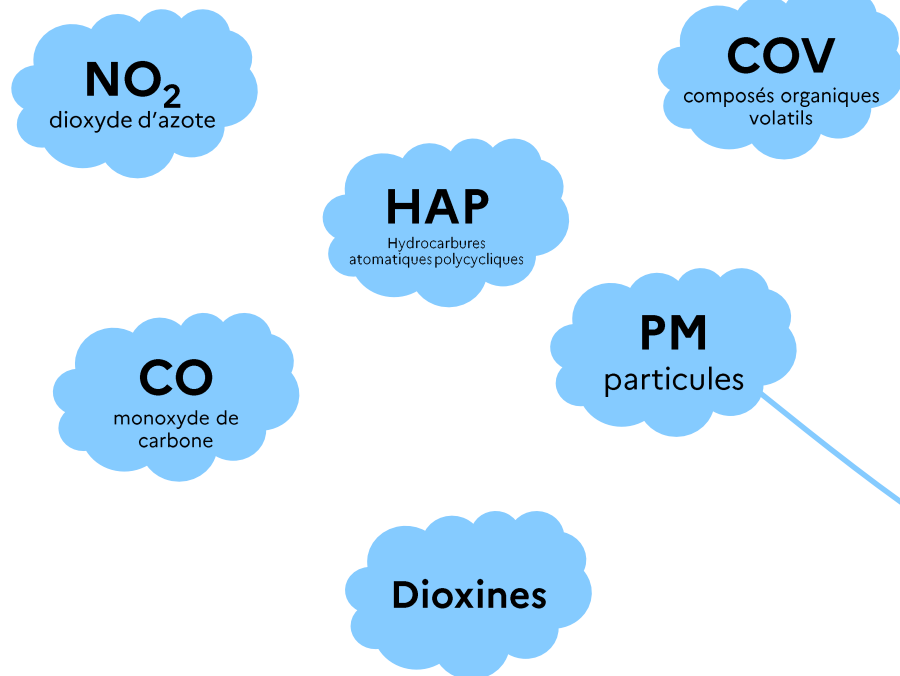 NO₂
dioxyde d'azote
COV
composés organiques
volatils
HAP
Hydrocarbures
atomatiques polycycliques
PM
particules
CO
monoxyde de
carbone
Dioxines